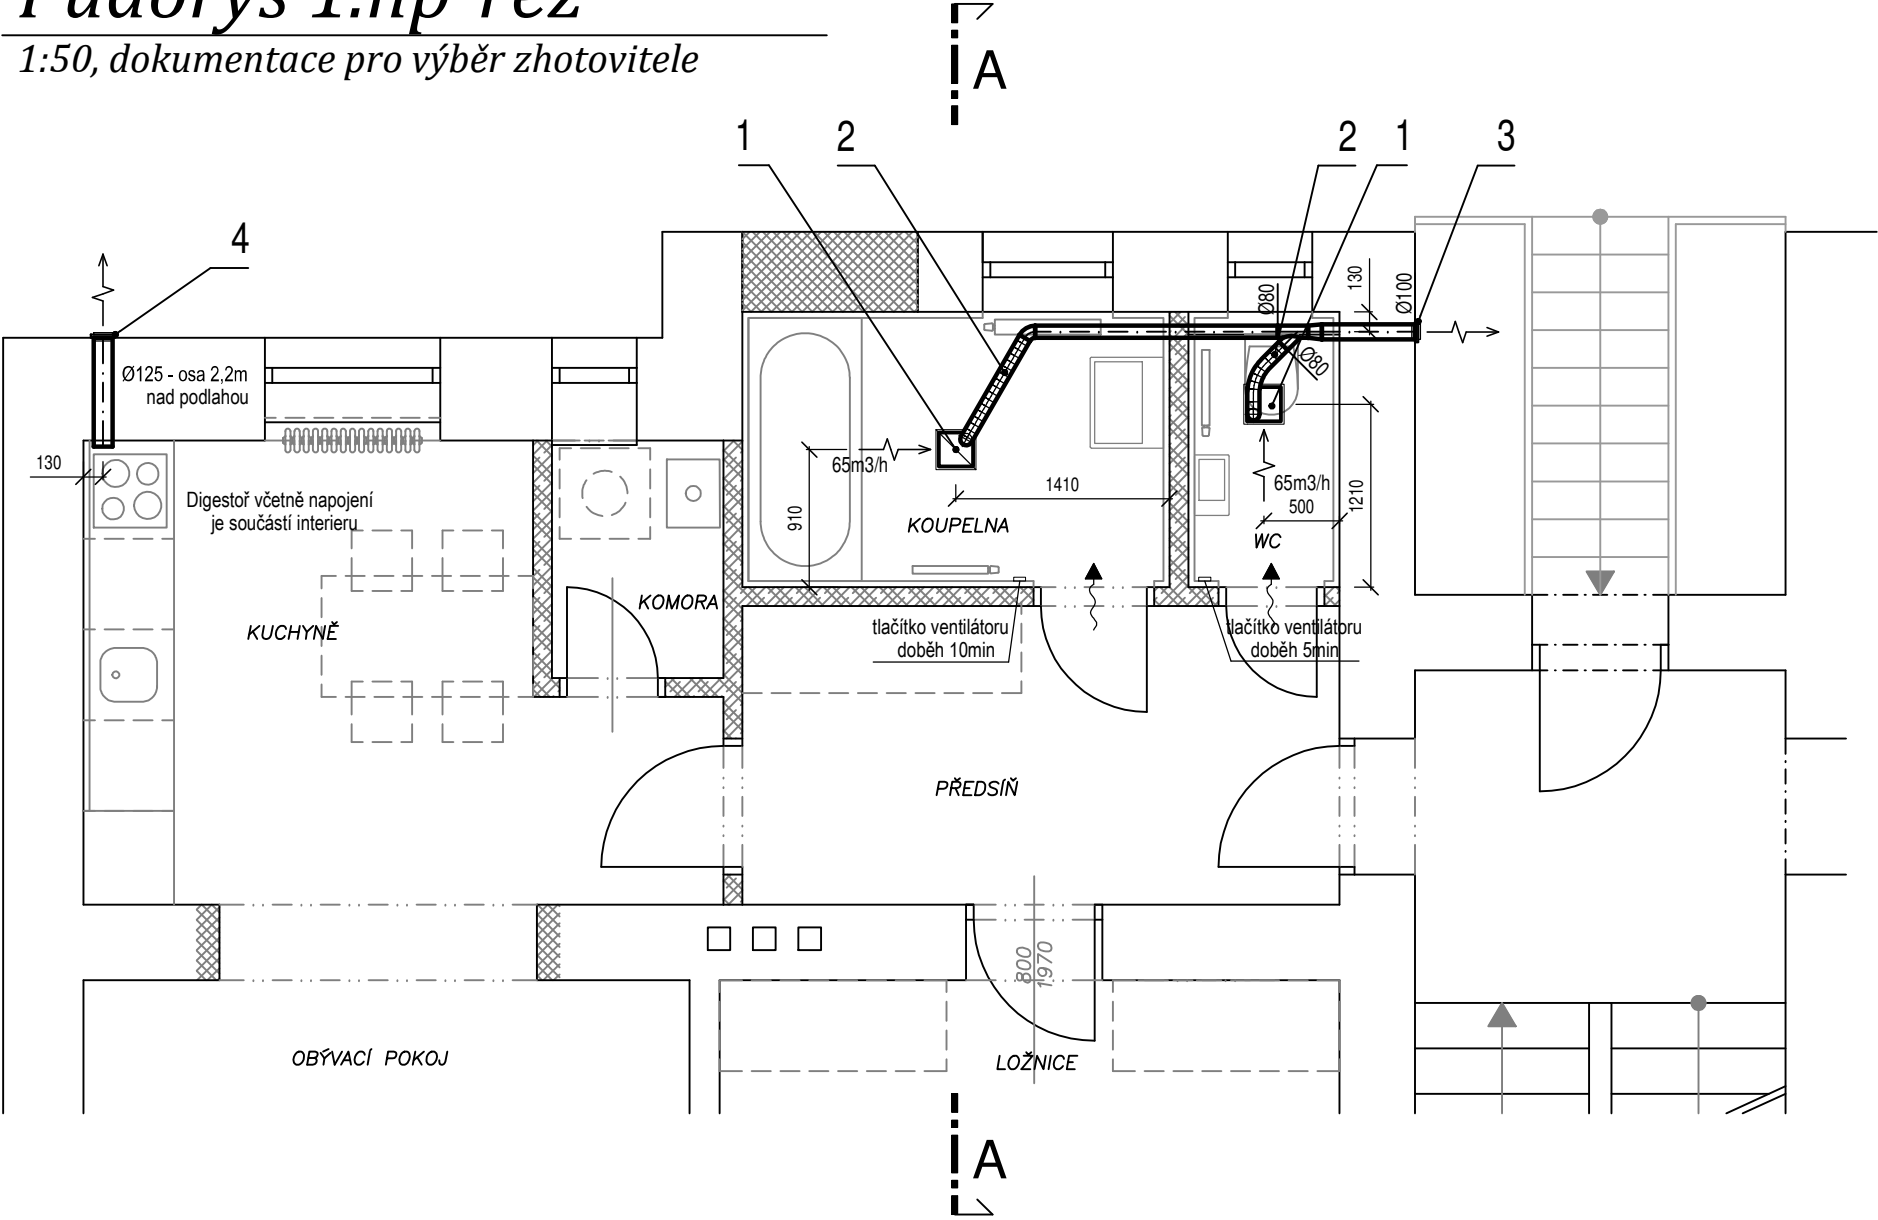 1:50, dokumentace pro výběr zhotovitele
A
1
2
2
1
3
4
130
Ø100
Ø80
Ø80
Ø125 - osa 2,2m
nad podlahou
130
Digestoř včetně napojení
je součástí interieru
65m3/h
1410
910
KOUPELNA
65m3/h
500
1210
WC
KOMORA
KUCHYNĚ
tlačítko ventilátoru
doběh 10min
tlačítko ventilátoru
doběh 5min
PŘEDSÍŇ
800
1970
OBÝVACÍ POKOJ
LOŽNICE
A